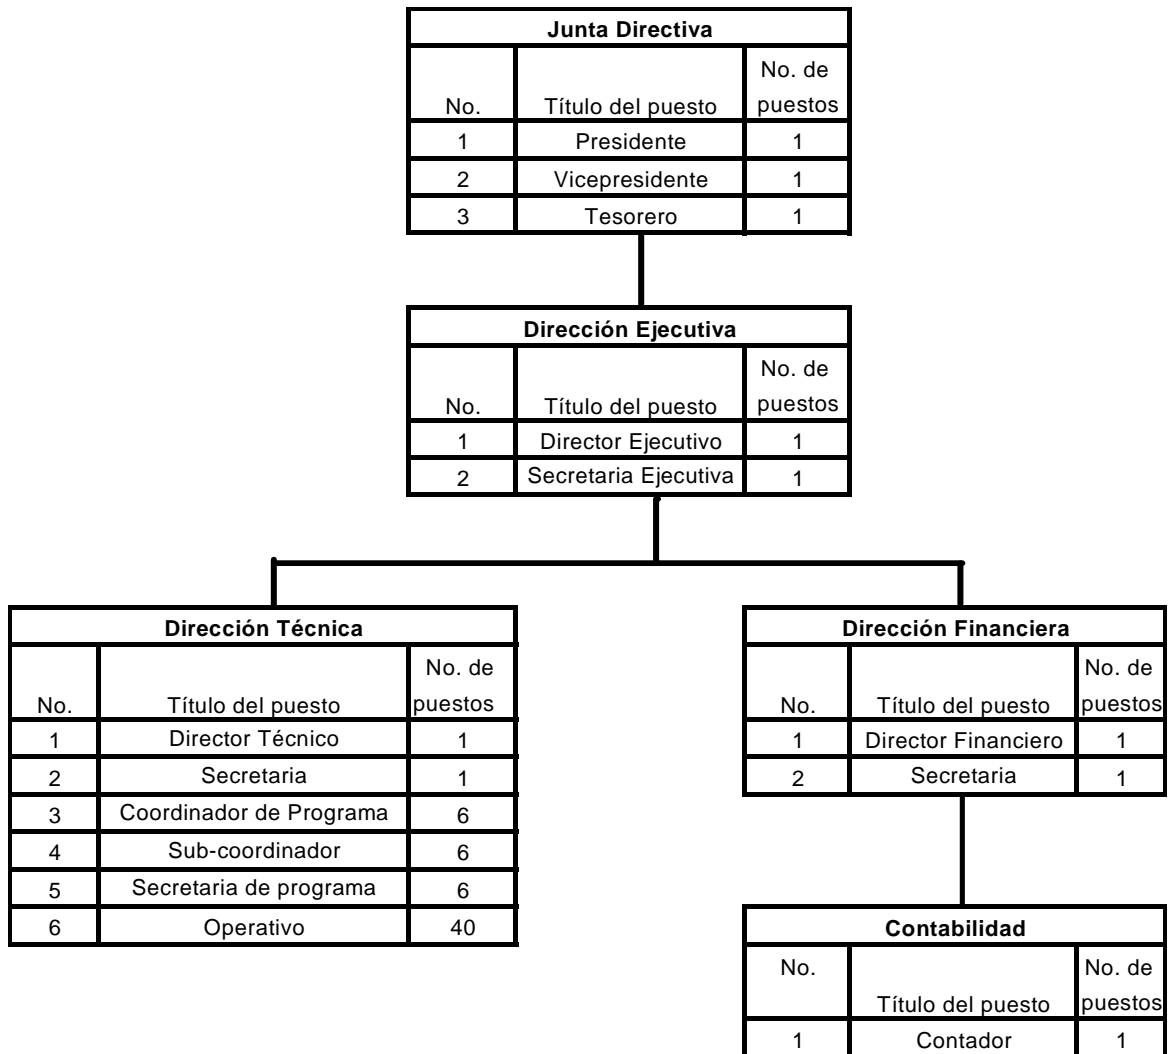 Junta Directiva
No. Título del puesto No. de puestos
1 Presidente 1
2 Vicepresidente 1
3 Tesorero 1
Dirección Ejecutiva
No. Título del puesto No. de puestos
1 Director Ejecutivo 1
2 Secretaria Ejecutiva 1
Dirección Técnica
No. Título del puesto No. de puestos
1 Director Técnico 1
2 Secretaria 1
3 Coordinador de Programa 6
4 Sub-coordinador 6
5 Secretaria de programa 6
6 Operativo 40
Dirección Financiera
No. Título del puesto No. de puestos
1 Director Financiero 1
2 Secretaria 1
Contabilidad
No. Título del puesto No. de puestos
1 Contador 1